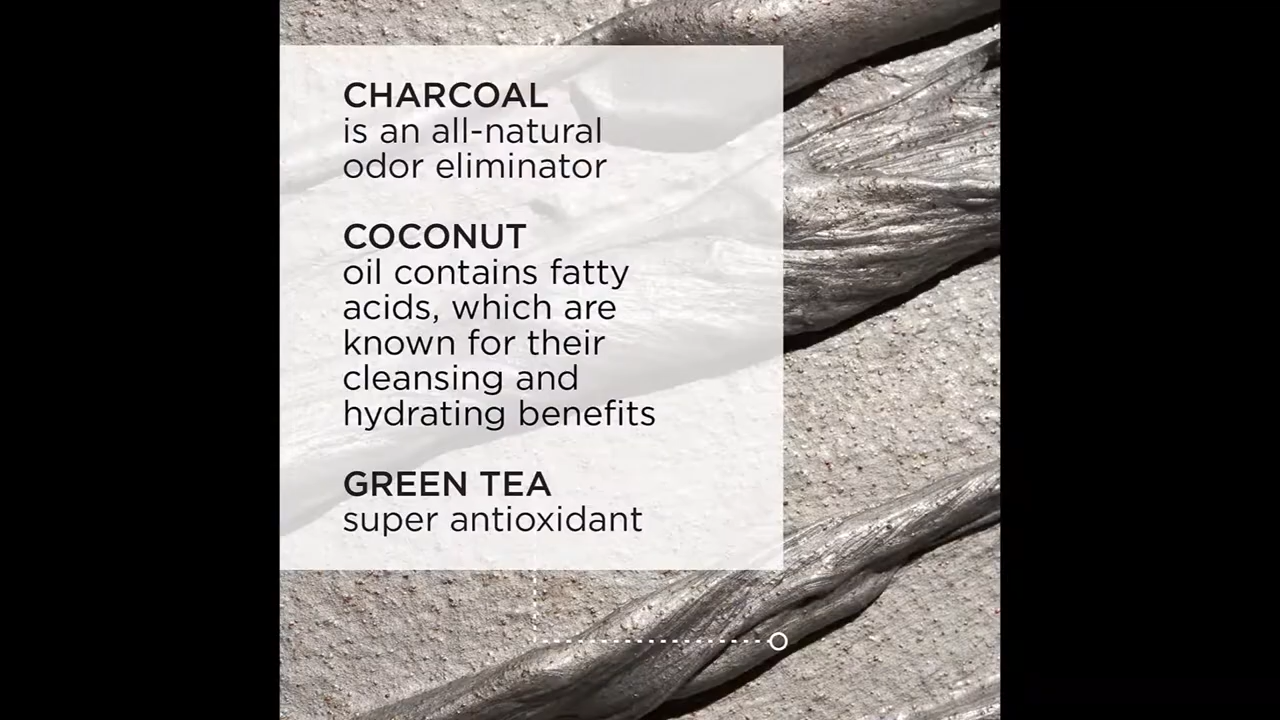 CHARCOAL
is an all-natural
odor eliminator
COCONUT
oil contains fatty
acids, which are
known for their
cleansing and
hydrating benefits
GREEN TEA
super antioxidant